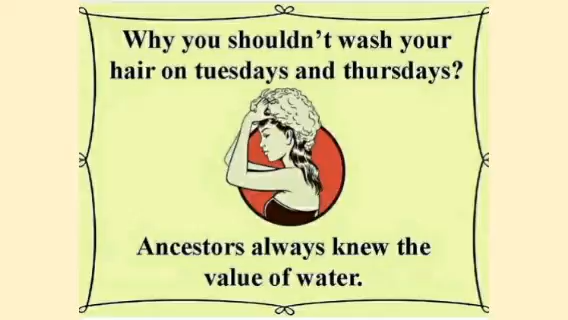 Why you shouldn't wash your
hair on tuesdays and thursdays?
Ancestors always knew the
value of water.